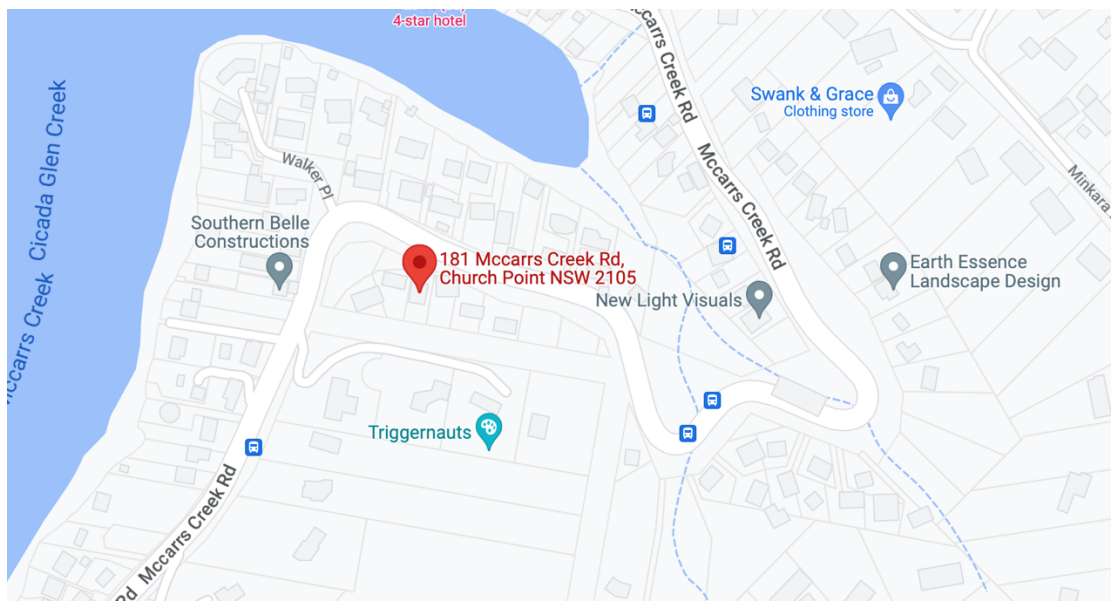 4-star hotel
ccarrs Creek Rd
Swank & Grace
Clothing store
Mccarrs Creek Rd
Minkara
Walker Pl
Southern Belle
Constructions
181 Mccarrs Creek Rd,
Church Point NSW 2105
New Light Visuals
Earth Essence
Landscape Design
Mccarrs Creek Cicada Glen Creek
Triggernauts
Rd Mccarrs Creek Rd